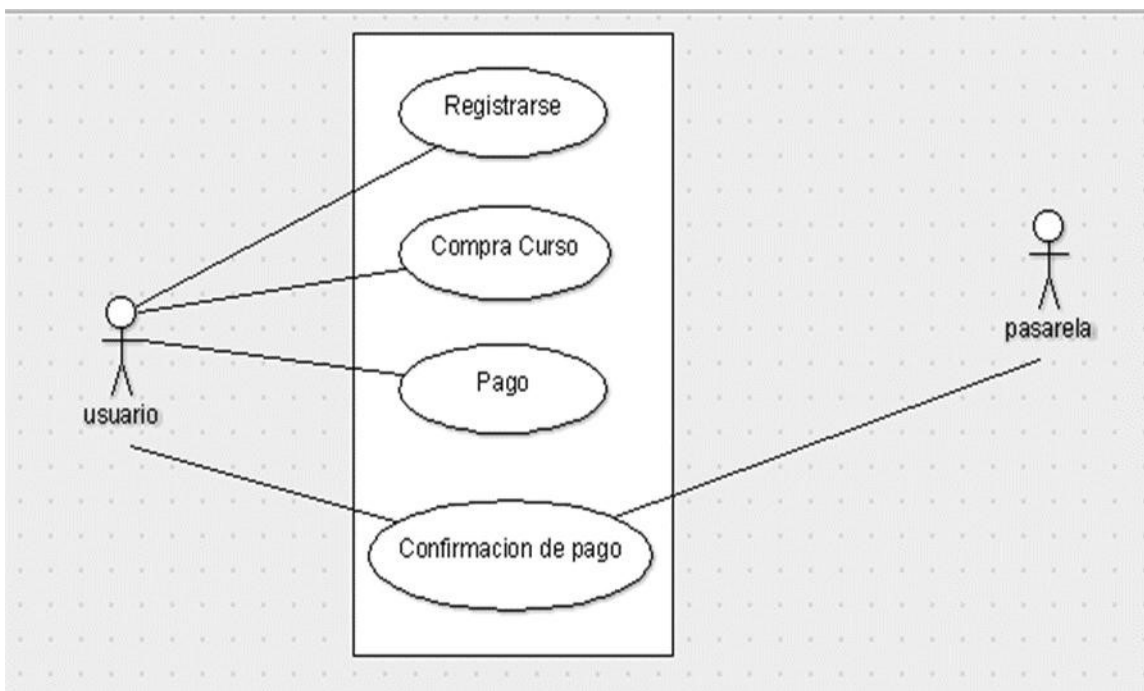 Registrarse
Compra Curso
Pago
Confirmacion de pago
usuario
pasarela